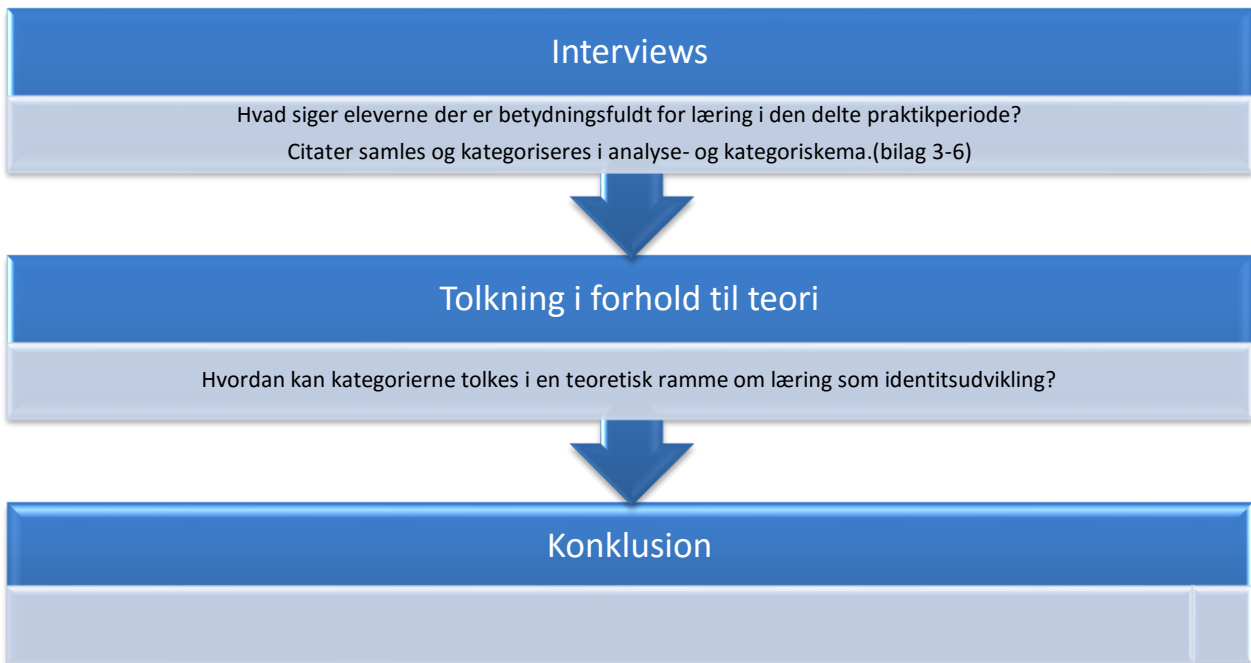 Interviews
Hvad siger eleverne der er betydningsfuldt for læring i den delte praktikperiode?
Citater samles og kategoriseres i analyse- og kategoriskema.(bilag 3-6)
Tolkning i forhold til teori
Hvordan kan kategorierne tolkes i en teoretisk ramme om læring som identitsudvikling?
Konklusion